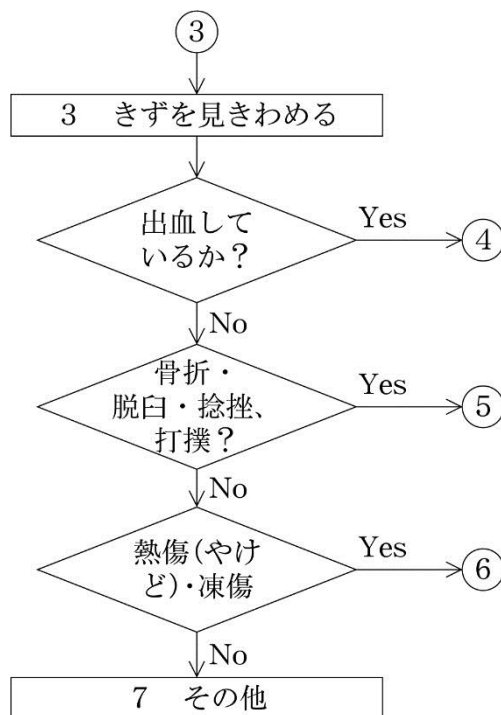 ③
3 きずを見きわめる
出血して
いるか？
Yes
④
No
骨折・
脱臼・捻挫、
打撲？
Yes
⑤
No
熱傷(やけ
ど)・凍傷
Yes
⑥
No
7 その他